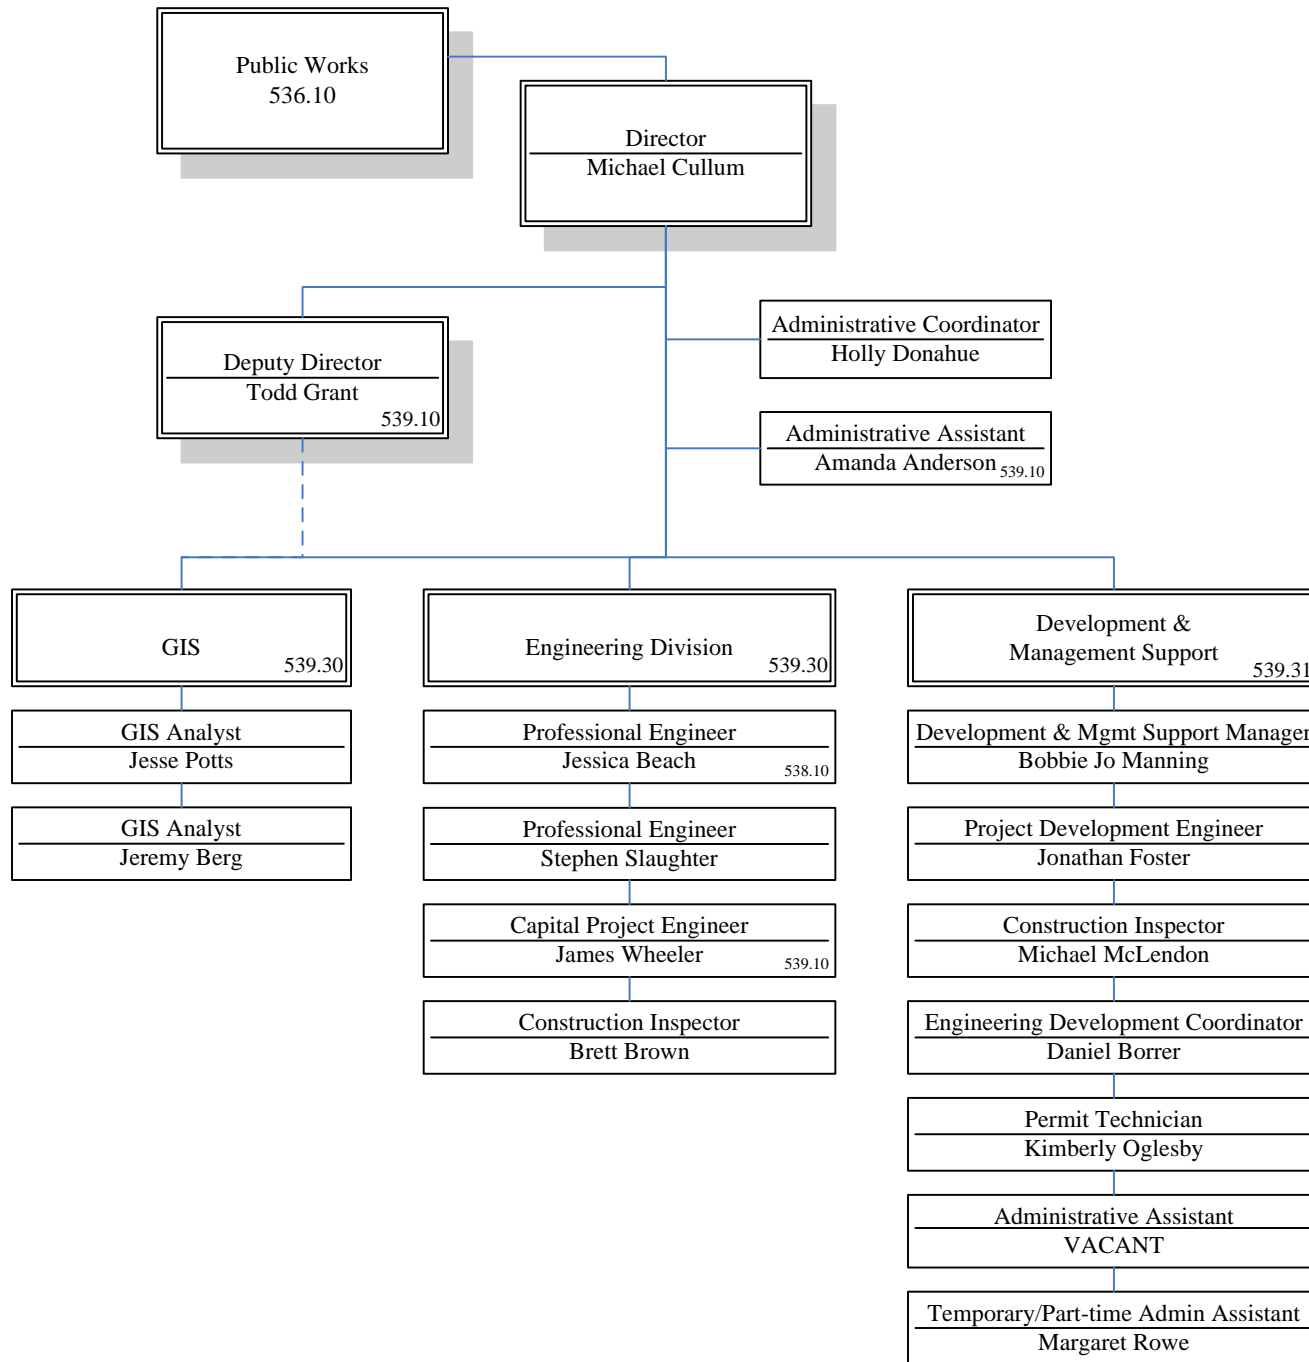 Public Works
536.10
Director
Michael Cullum
Deputy Director
Todd Grant
539.10
Administrative Coordinator
Holly Donahue
Administrative Assistant
Amanda Anderson 539.10
GIS
539.30
GIS Analyst
Jesse Potts
GIS Analyst
Jeremy Berg
Engineering Division
539.30
Professional Engineer
Jessica Beach
538.10
Professional Engineer
Stephen Slaughter
Capital Project Engineer
James Wheeler
539.10
Construction Inspector
Brett Brown
Development &
Management Support
539.31
Development & Mgmt Support Manager
Bobbie Jo Manning
Project Development Engineer
Jonathan Foster
Construction Inspector
Michael McLendon
Engineering Development Coordinator
Daniel Borrer
Permit Technician
Kimberly Oglesby
Administrative Assistant
VACANT
Temporary/Part-time Admin Assistant
Margaret Rowe